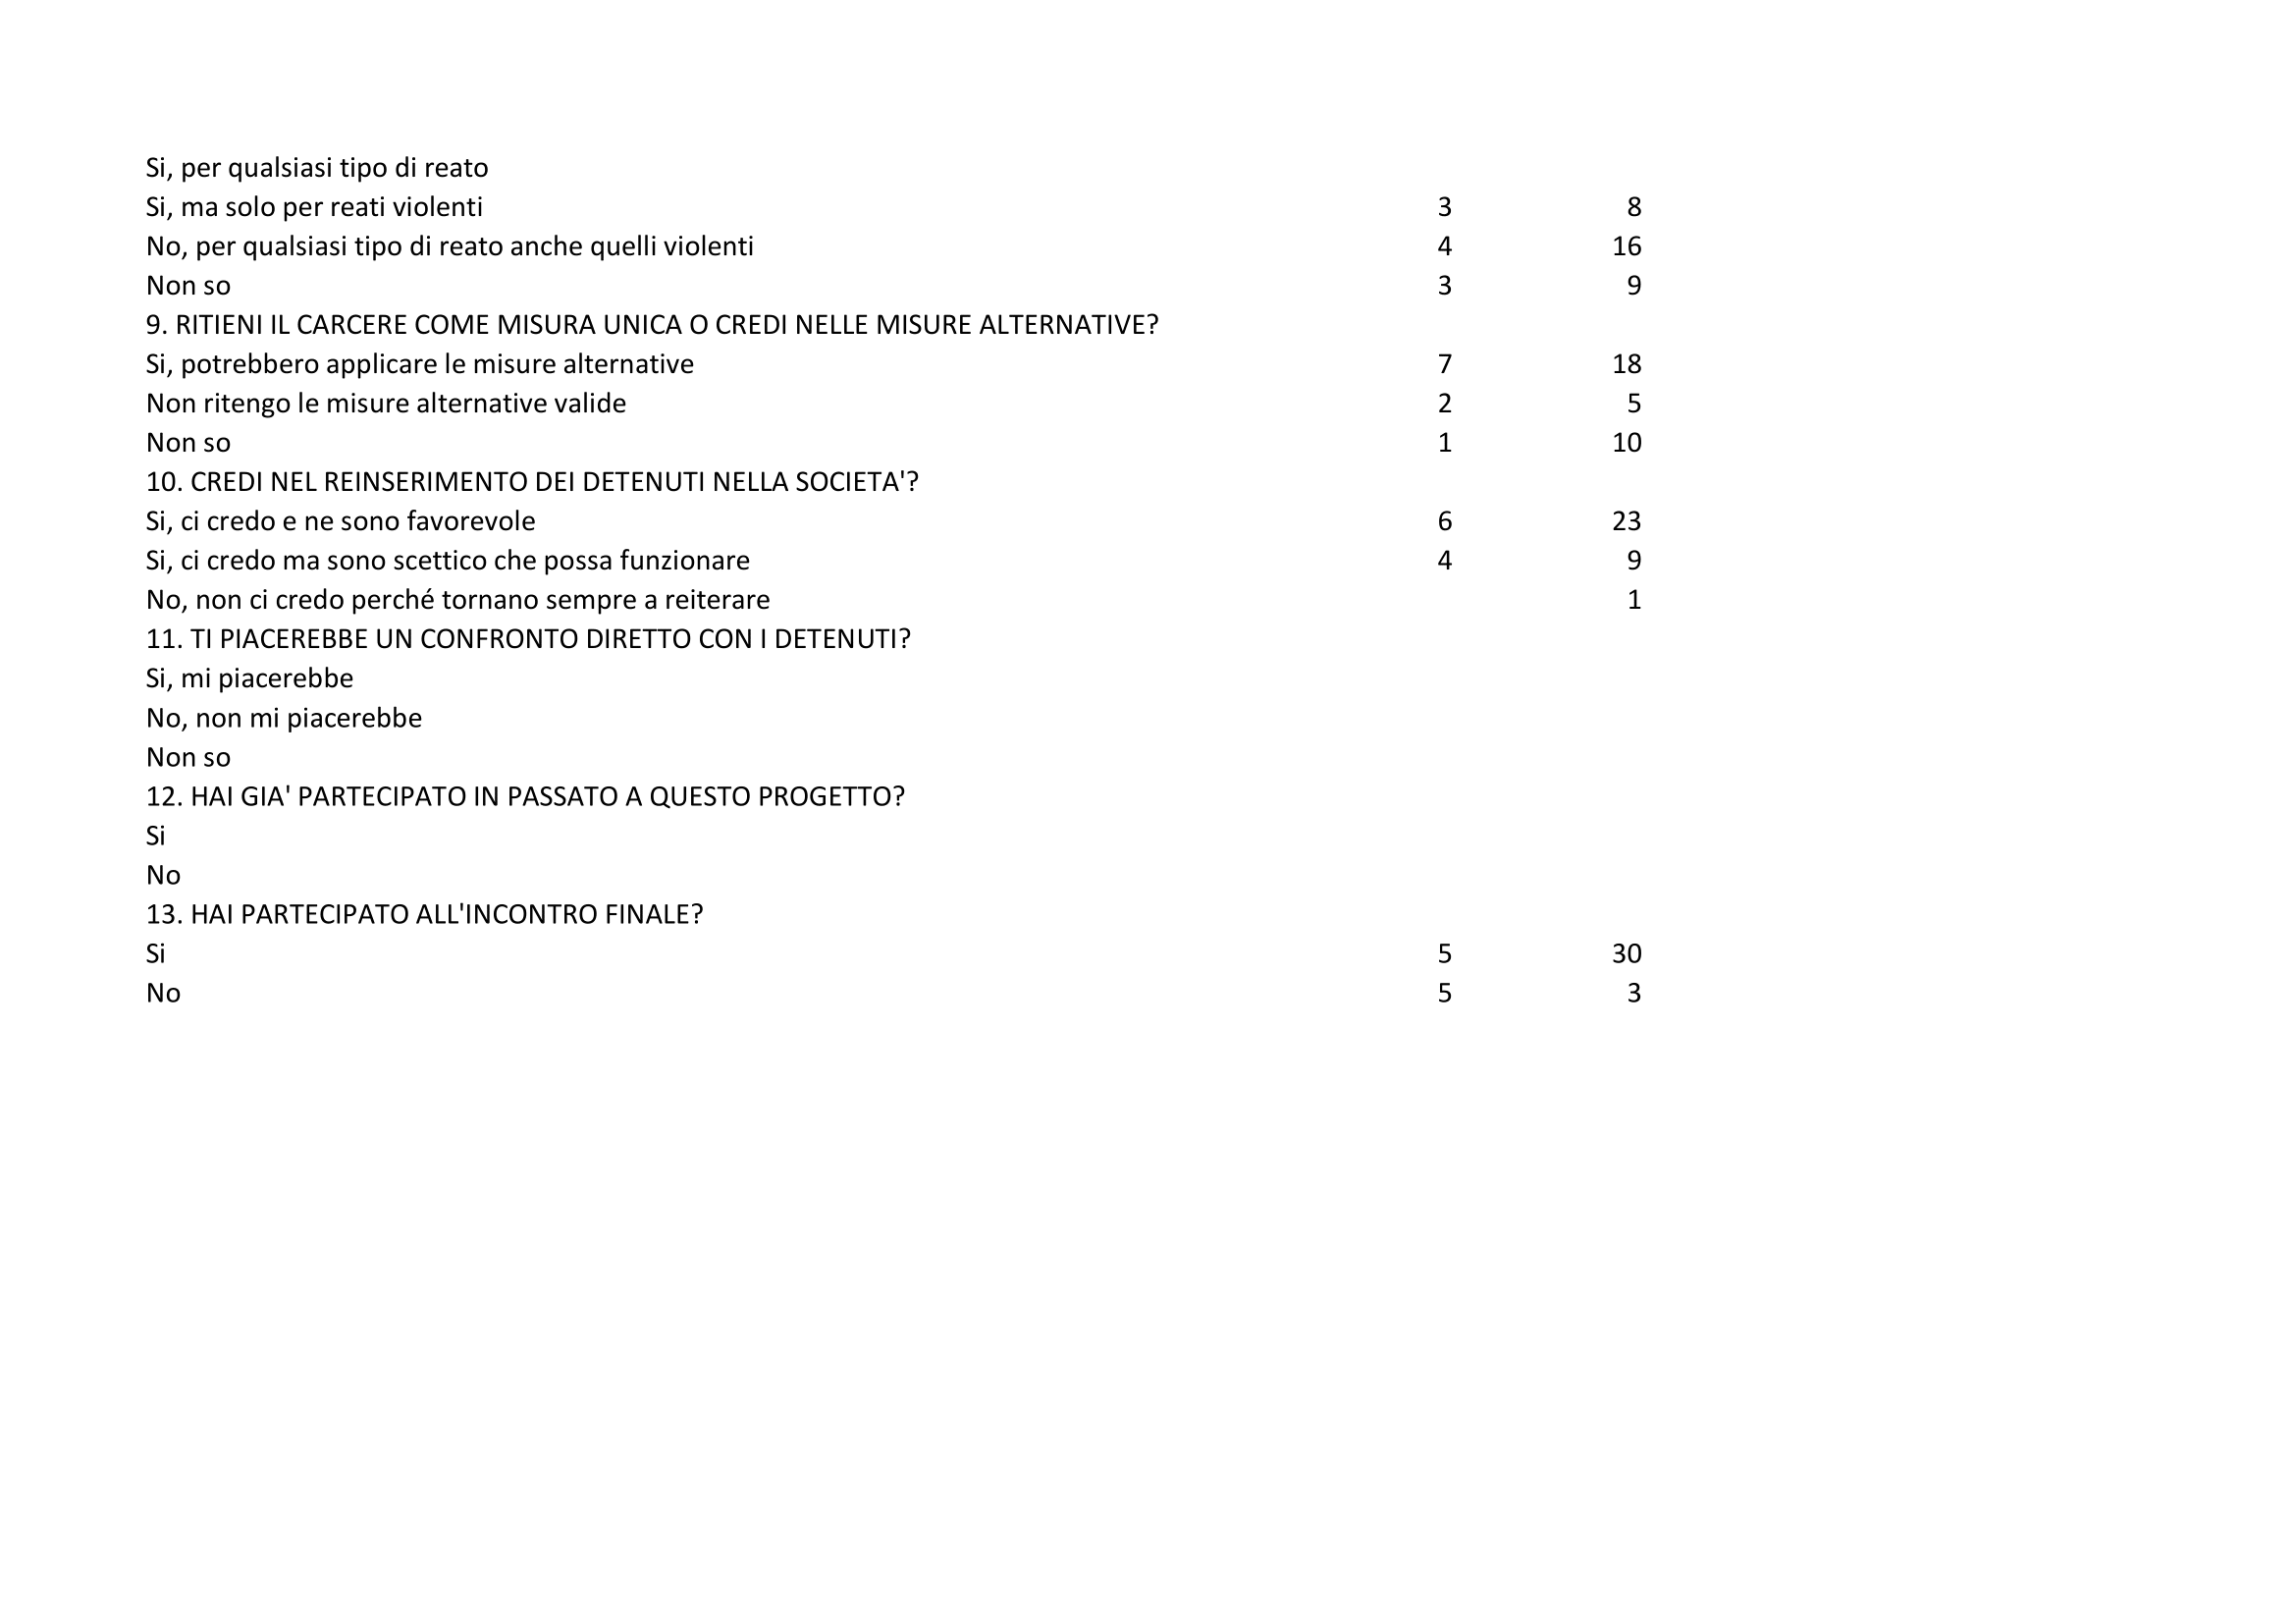 Si, per qualsiasi tipo di reato
Si, ma solo per reati violenti 3 8
No, per qualsiasi tipo di reato anche quelli violenti 4 16
Non so 3 9
9. RITIENI IL CARCERE COME MISURA UNICA O CREDI NELLE MISURE ALTERNATIVE?
Si, potrebbero applicare le misure alternative 7 18
Non ritengo le misure alternative valide 2 5
Non so 1 10
10. CREDI NEL REINSERIMENTO DEI DETENUTI NELLA SOCIETA'?
Si, ci credo e ne sono favorevole 6 23
Si, ci credo ma sono scettico che possa funzionare 4 9
No, non ci credo perché tornano sempre a reiterare 1
11. TI PIACEREBBE UN CONFRONTO DIRETTO CON I DETENUTI?
Si, mi piacerebbe
No, non mi piacerebbe
Non so
12. HAI GIA' PARTECIPATO IN PASSATO A QUESTO PROGETTO?
Si
No
13. HAI PARTECIPATO ALL'INCONTRO FINALE?
Si 5 30
No 5 3